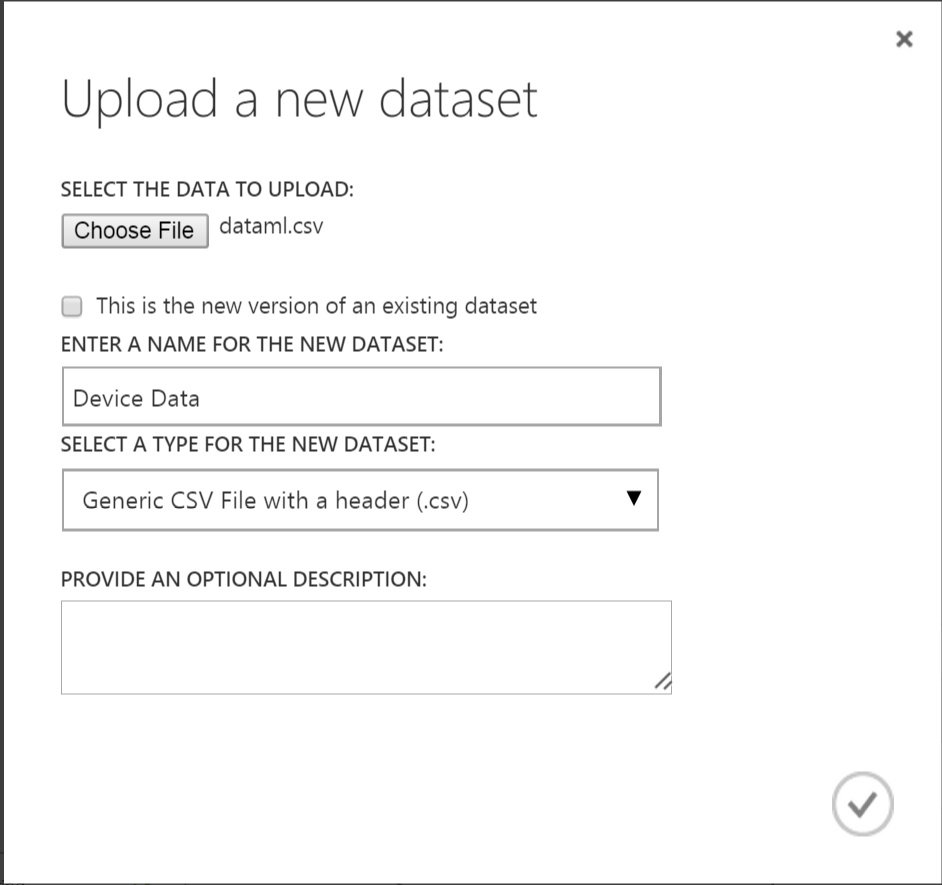 Upload a new dataset
SELECT THE DATA TO UPLOAD:
Choose File dataml.csv
This is the new version of an existing dataset
ENTER A NAME FOR THE NEW DATASET:
Device Data
SELECT A TYPE FOR THE NEW DATASET:
Generic CSV File with a header (.csv)
PROVIDE AN OPTIONAL DESCRIPTION: